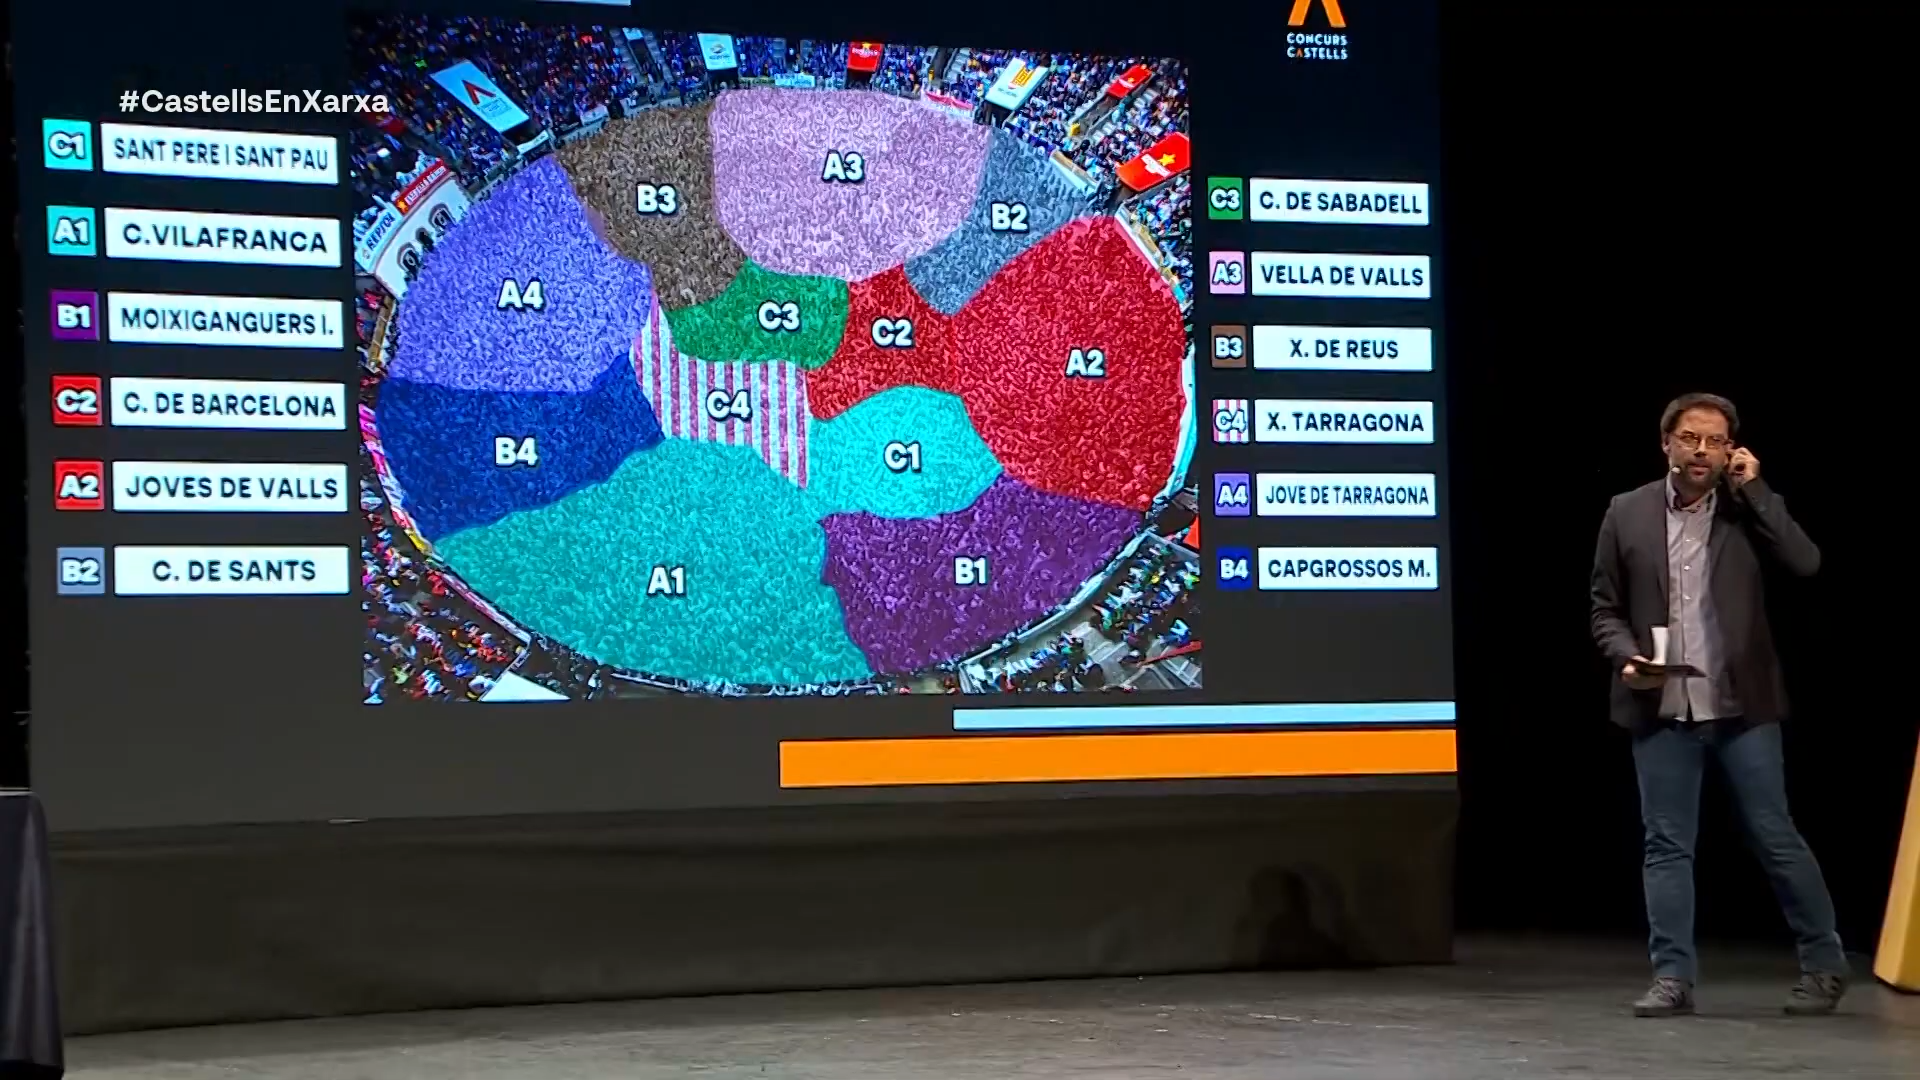 CONCURS
CASTELLS
#CastellsEnXarxa
C1 SANT PERE I SANT PAU
A1 C.VILAFRANCA
B1 MOIXIGANGUERS I.
C2 C. DE BARCELONA
A2 JOVES DE VALLS
B2 C. DE SANTS
A3
B3
B2
A4
C3
C2
A2
C4
B4
C1
A1
B1
REPSOL
C3 C. DE SABADELL
A3 VELLA DE VALLS
B3 X. DE REUS
C4 X. TARRAGONA
A4 JOVE DE TARRAGONA
B4 CAPGROSSOS M.